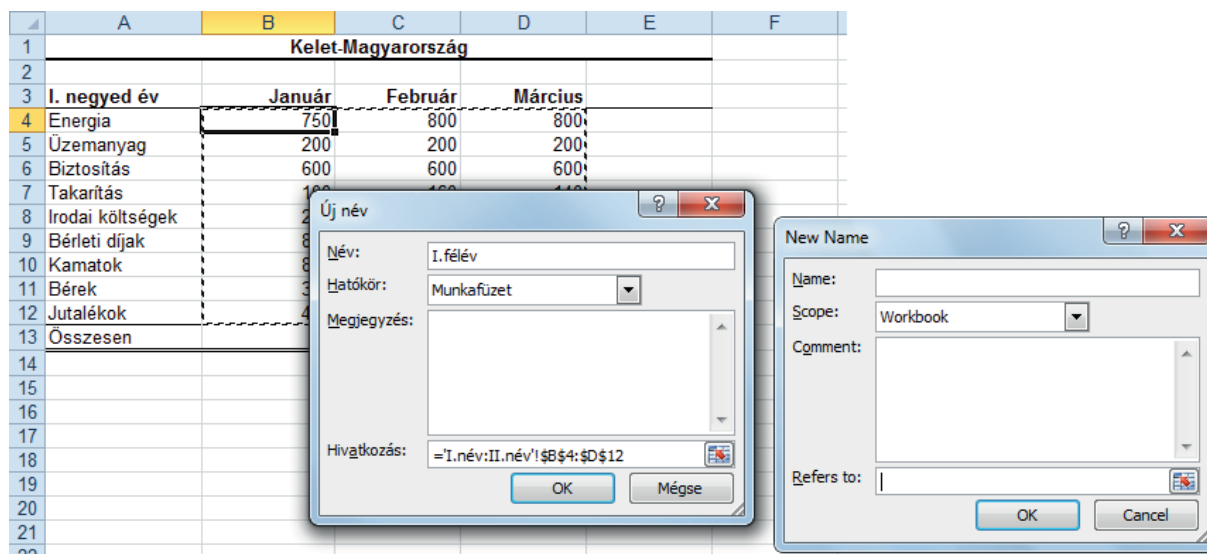 A B C D E F
1 Kelet-Magyarország
2
3 I. negyed év Január Február Március
4 Energia 750 800 800
5 Üzemanyag 200 200 200
6 Biztosítás 600 600 600
7 Takarítás
8 Irodai költségek
9 Bérleti díjak
10 Kamatok
11 Bérek
12 Jutalékok
13 Összesen
14
15
16
17
18
19
20
21
Új név
Név: I.félév
Hatókör: Munkafüzet
Megjegyzés:
Hivatkozás: ='I.név:II.név'!$B$4:$D$12
OK Mégse
New Name
Name:
Scope: Workbook
Comment:
Refers to:
OK Cancel